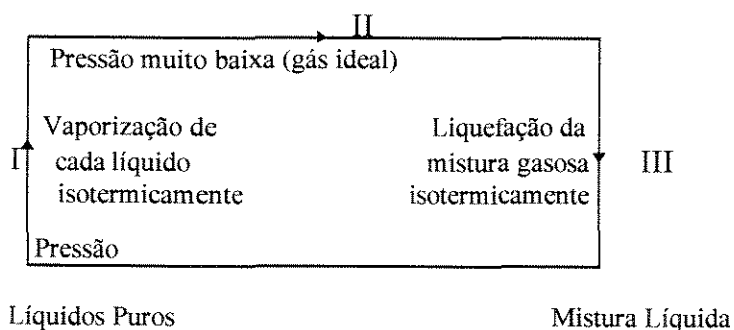 II
Pressão muito baixa (gás ideal)
Vaporização de
cada líquido
isotermicamente
I
Liquefação da
mistura gasosa
isotermicamente
III
Pressão
Líquidos Puros
Mistura Líquida